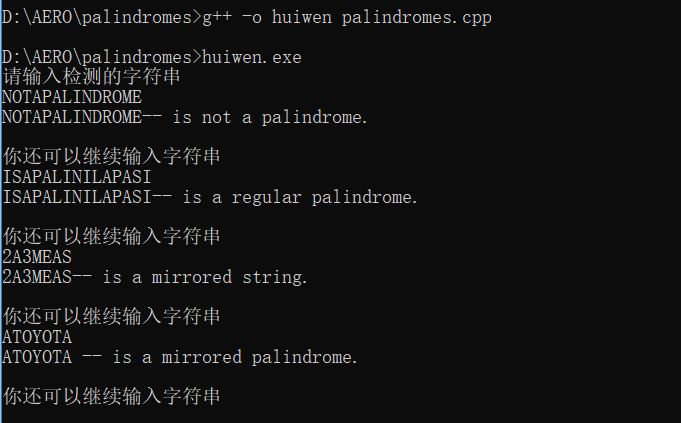 D:\AERO\palindromes>g++ -o huiwen palindromes.cpp
D:\AERO\palindromes>huiwen.exe
请输入检测的字符串
NOTAPALINDROME
NOTAPALINDROME-- is not a palindrome.
你还可以继续输入字符串
ISAPALINILAPASI
ISAPALINILAPASI-- is a regular palindrome.
你还可以继续输入字符串
2A3MEAS
2A3MEAS-- is a mirrored string.
你还可以继续输入字符串
ATOYOTA
ATOYOTA -- is a mirrored palindrome.
你还可以继续输入字符串